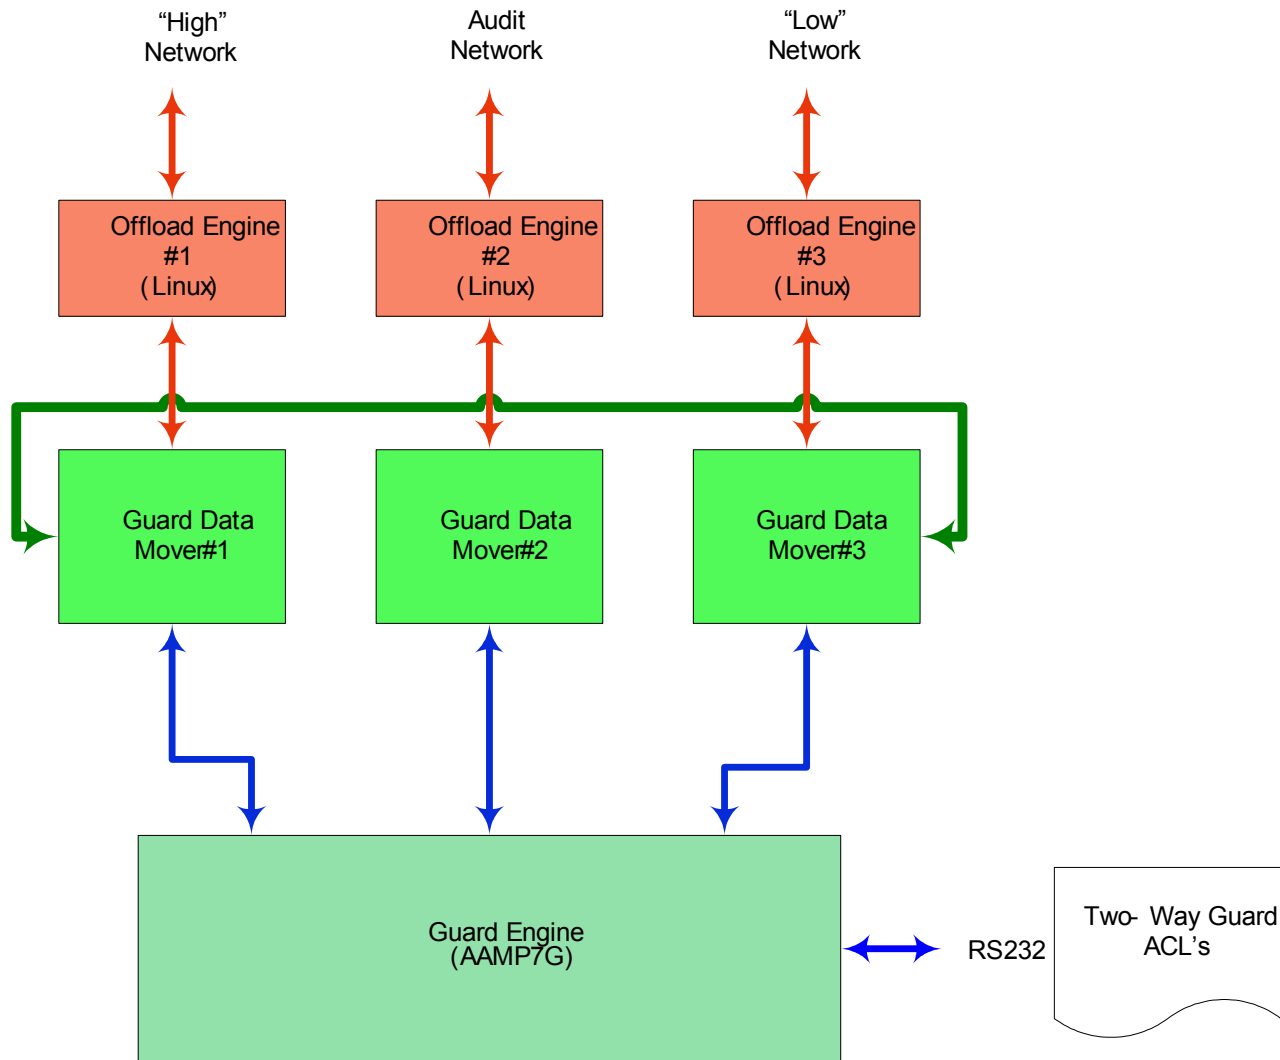 “High”
Network
Audit
Network
“Low”
Network
Offload Engine
#1
(Linux)
Offload Engine
#2
(Linux)
Offload Engine
#3
(Linux)
Guard Data
Mover#1
Guard Data
Mover#2
Guard Data
Mover#3
Guard Engine
(AAMP7G)
RS232
Two- Way Guard
ACL’s